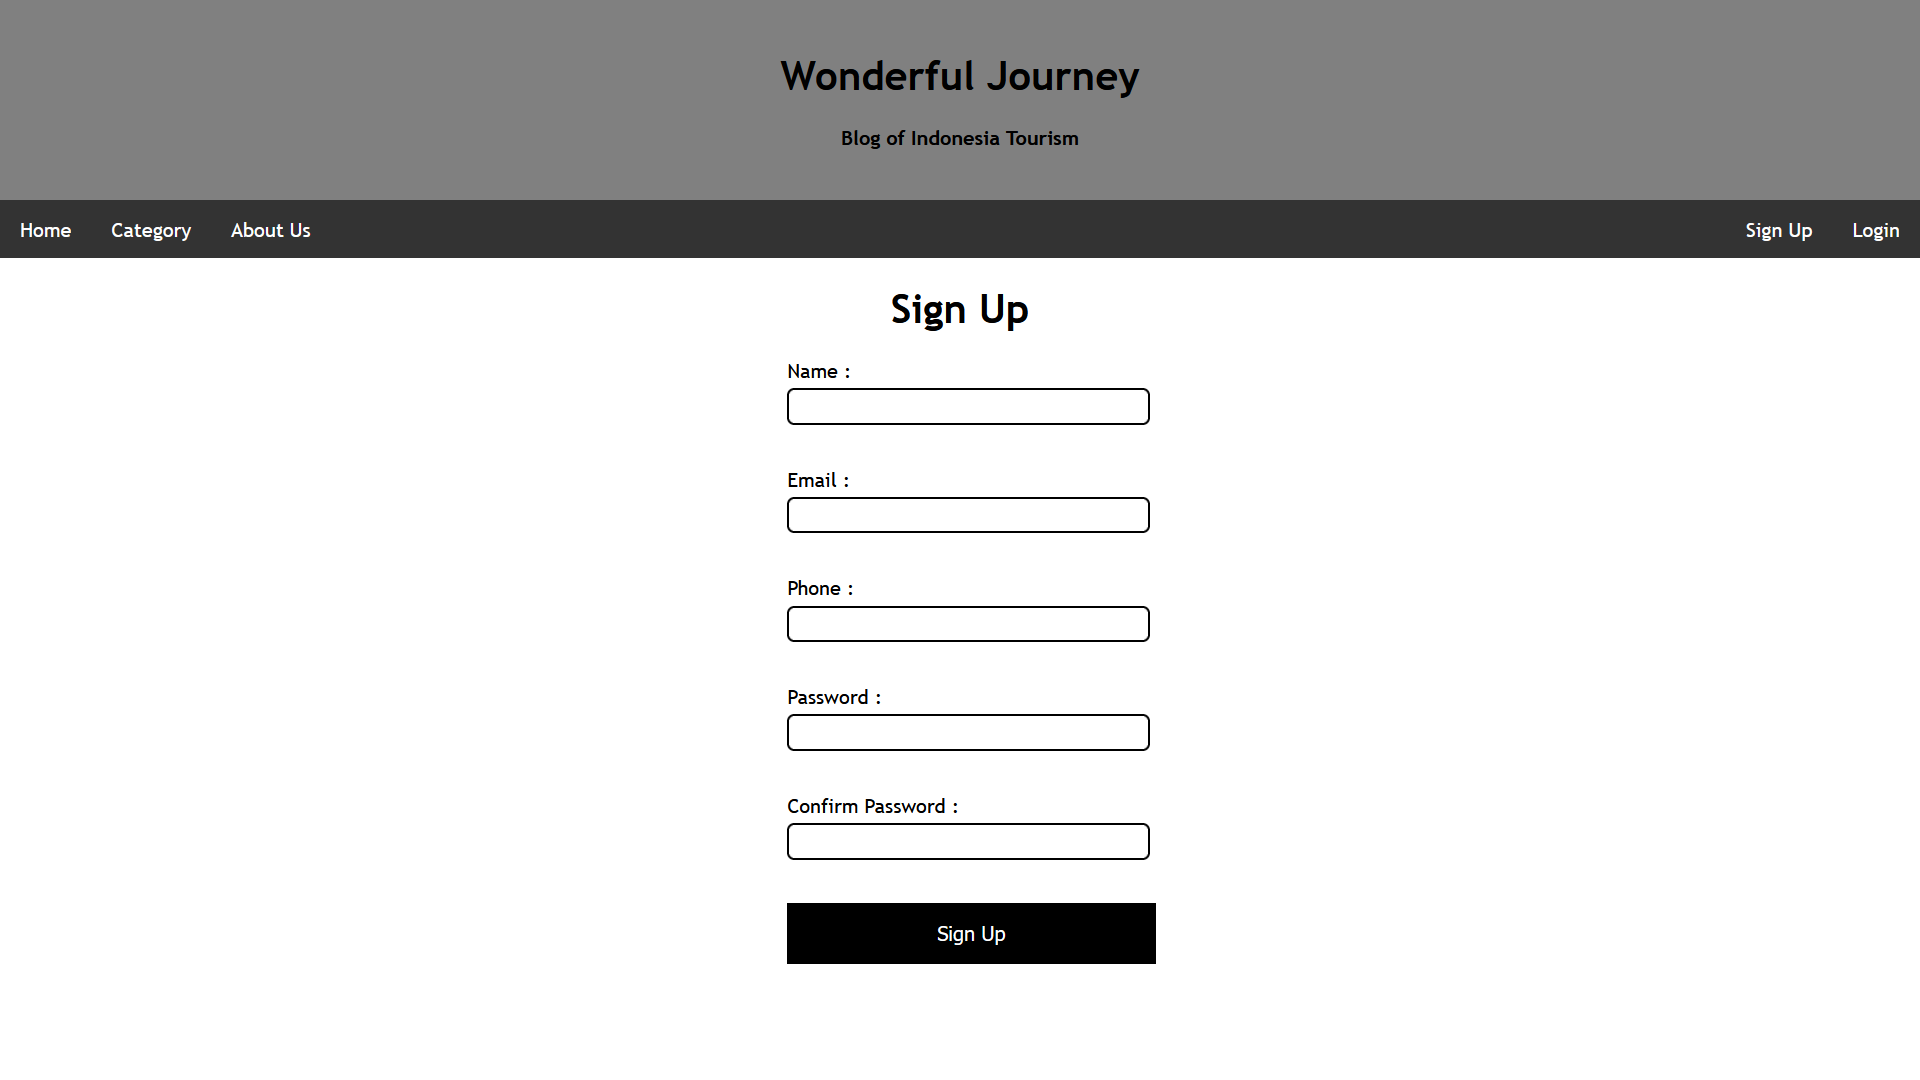 Wonderful Journey
Blog of Indonesia Tourism
Home Category About Us Sign Up Login
Sign Up
Name :
Email :
Phone :
Password :
Confirm Password :
Sign Up